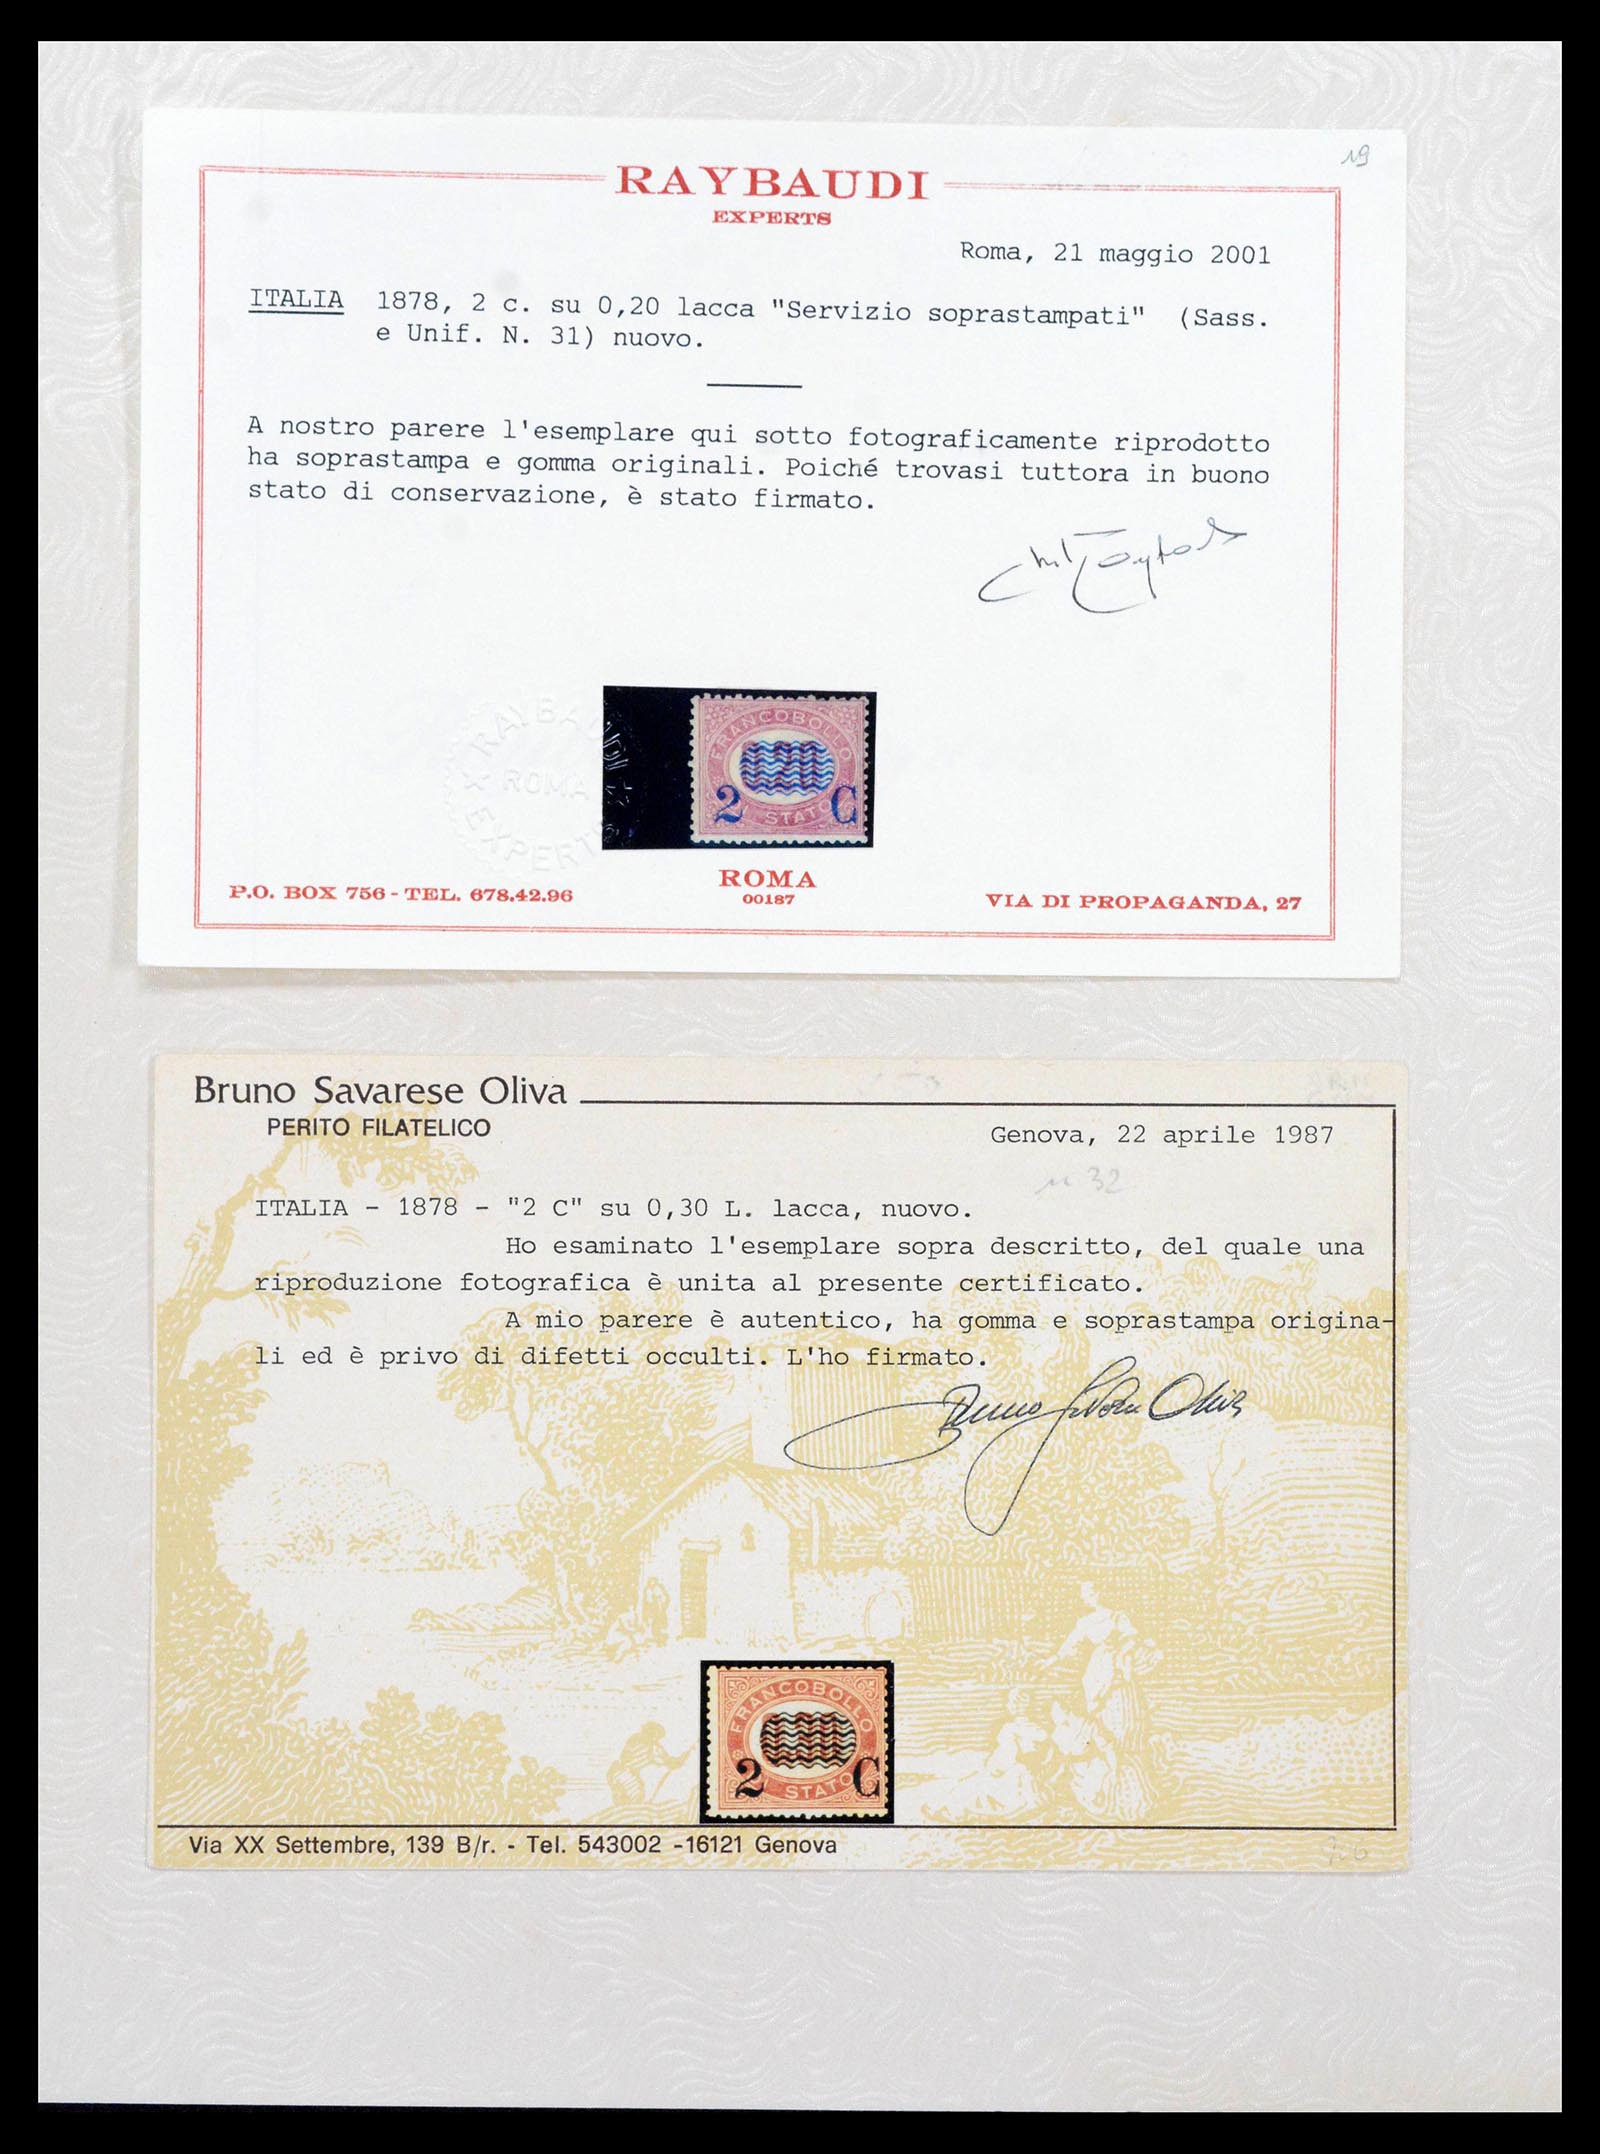 19
RAYBAUDI
EXPERTS
Roma, 21 maggio 2001
ITALIA 1878, 2 c. su 0,20 lacca "Servizio soprastampati" (Sass.
e Unif. N. 31) nuovo.
A nostro parere l'esemplare qui sotto fotograficamente riprodotto
ha soprastampa e gomma originali. Poiché trovasi tuttora in buono
stato di conservazione, è stato firmato.
RAYBAUDI
ROMA
EXPERTS
FRANCOBOLLO
0.20
2 C
STATO
ROMA
00187
P.O. BOX 756 - TEL. 678.42.96
VIA DI PROPAGANDA, 27
Bruno Savarese Oliva
PERITO FILATELICO
Genova, 22 aprile 1987
n 32
ITALIA - 1878 - "2 C" su 0,30 L. lacca, nuovo.
Ho esaminato l'esemplare sopra descritto, del quale una
riproduzione fotografica è unita al presente certificato.
A mio parere è autentico, ha gomma e soprastampa origina-
li ed è privo di difetti occulti. L'ho firmato.
FRANCOBOLLO
2 C
STATO
Via XX Settembre, 139 B/r. - Tel. 543002 -16121 Genova